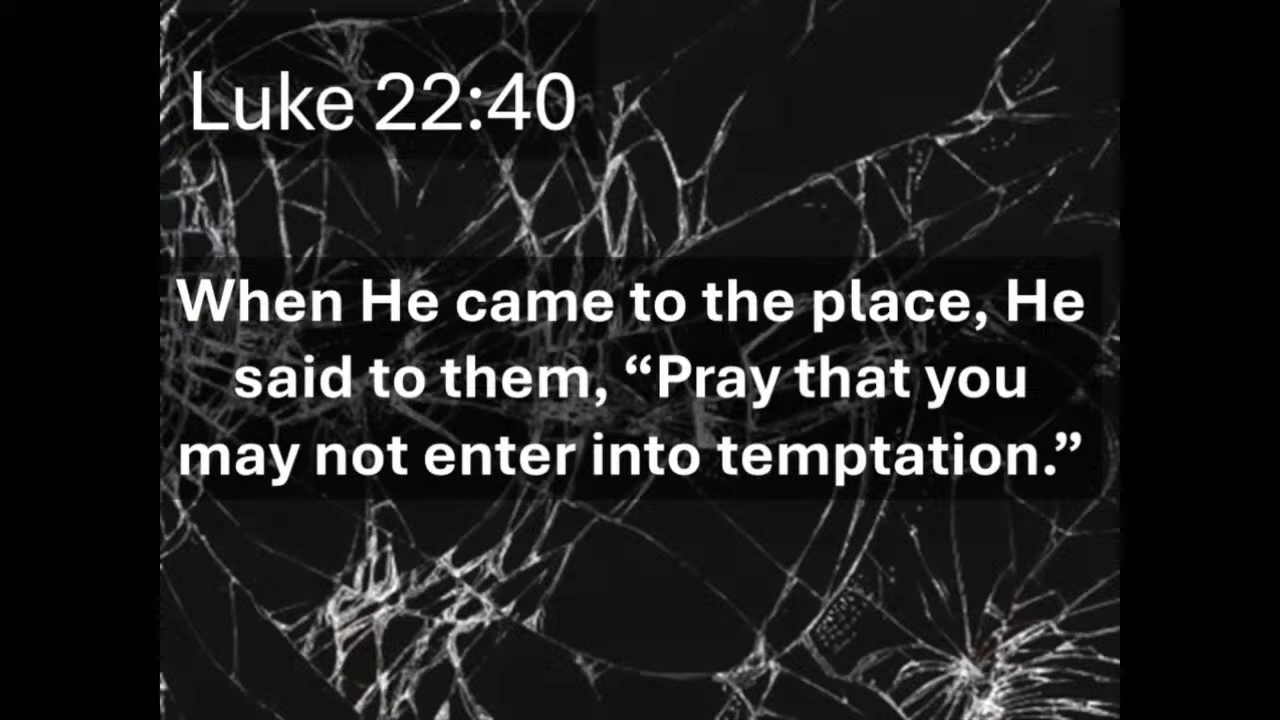 Luke 22:40
When He came to the place, He
said to them, “Pray that you
may not enter into temptation.”